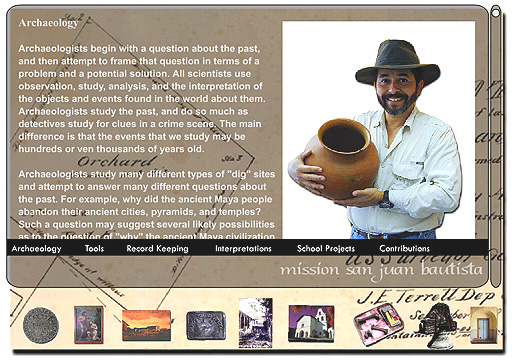 Archaeology
Archaeologists begin with a question about the past,
and then attempt to frame that question in terms of a
problem and a potential solution. All scientists use
observation, study, analysis, and the interpretation of
the objects and events found in the world about them.
Archaeologists study the past, and do so much as
detectives study for clues in a crime scene. The main
difference is that the events that we study may be
hundreds or ven thousands of years old.
Archaeologists study many different types of "dig" sites
and attempt to answer many different questions about
the past. For example, why did the ancient Maya people
abandon their ancient cities, pyramids, and temples?
Such a question may suggest several likely possibilities
as to the question of "why" the ancient Maya civilization
Orchard
Sta 3
Archaeology Tools Record Keeping Interpretations School Projects Contributions
US Surveyor Gen
mission san juan bautista
J.E. Terrell Dep